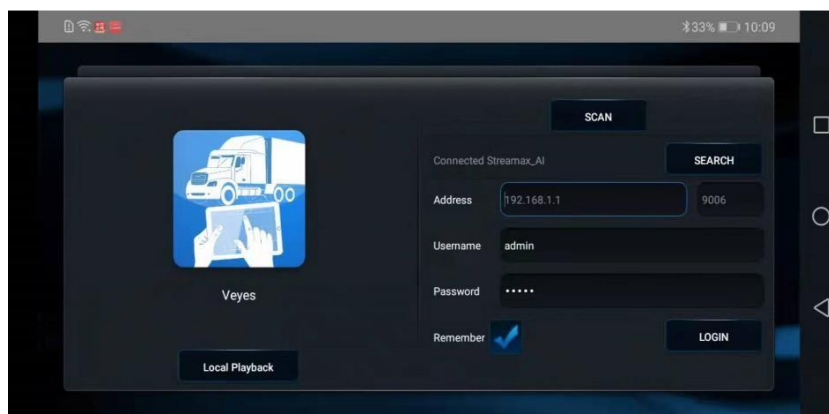 33% 10:09
SCAN
Connected Streamax_AI SEARCH
Address 192.168.1.1 9006
Username admin
Veyes
Password •••••
Remember LOGIN
Local Playback